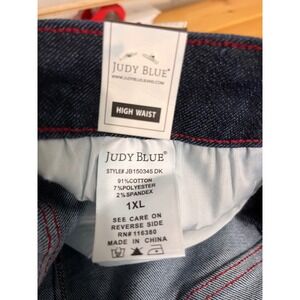 JUDY BLUE®
WWW.JUDYBLUEJEANS.COM
HIGH WAIST
JUDY BLUE®
STYLE# JB150345 DK
91%COTTON
7%POLYESTER
2%SPANDEX
1XL
SEE CARE ON
REVERSE SIDE
RN# 116380
MADE IN CHINA